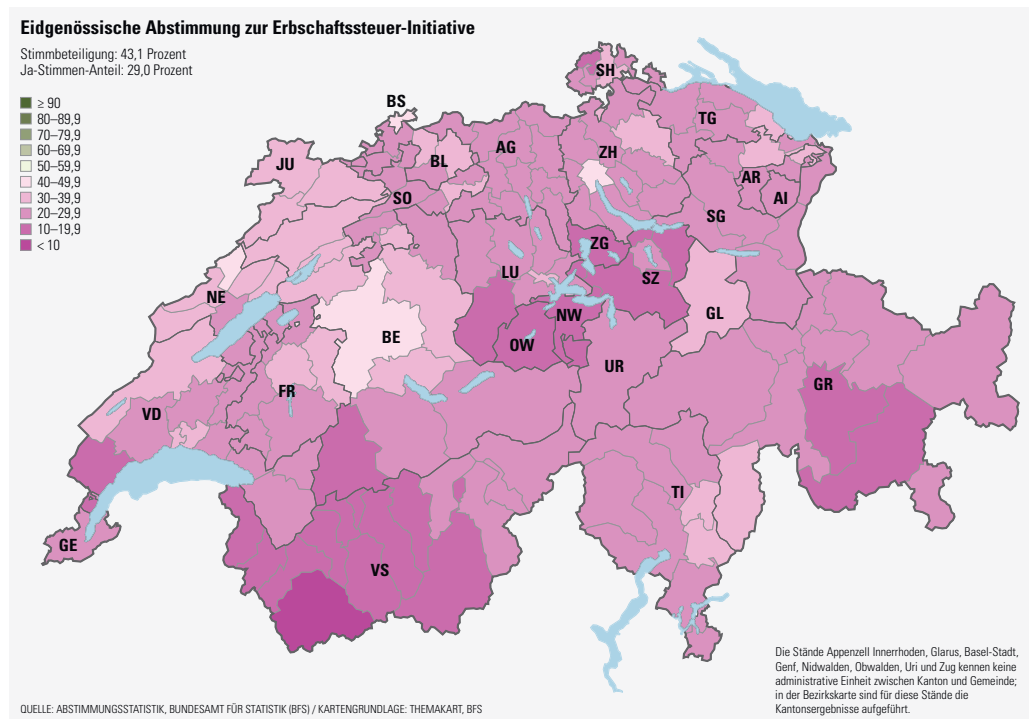 Eidgenössische Abstimmung zur Erbschaftssteuer-Initiative
Stimmbeteiligung: 43,1 Prozent
Ja-Stimmen-Anteil: 29,0 Prozent
≥ 90
80–89,9
70–79,9
60–69,9
50–59,9
40–49,9
30–39,9
20–29,9
10–19,9
< 10
SH
BS
TG
BL
AG
ZH
JU
AR
SO
AI
SG
ZG
LU
SZ
NE
NW
GL
BE
OW
UR
GR
FR
VD
TI
GE
VS
Die Stände Appenzell Innerrhoden, Glarus, Basel-Stadt,
Genf, Nidwalden, Obwalden, Uri und Zug kennen keine
administrative Einheit zwischen Kanton und Gemeinde;
in der Bezirkskarte sind für diese Stände die
Kantonsergebnisse aufgeführt.
QUELLE: ABSTIMMUNGSSTATISTIK, BUNDESAMT FÜR STATISTIK (BFS) / KARTENGRUNDLAGE: THEMAKART, BFS